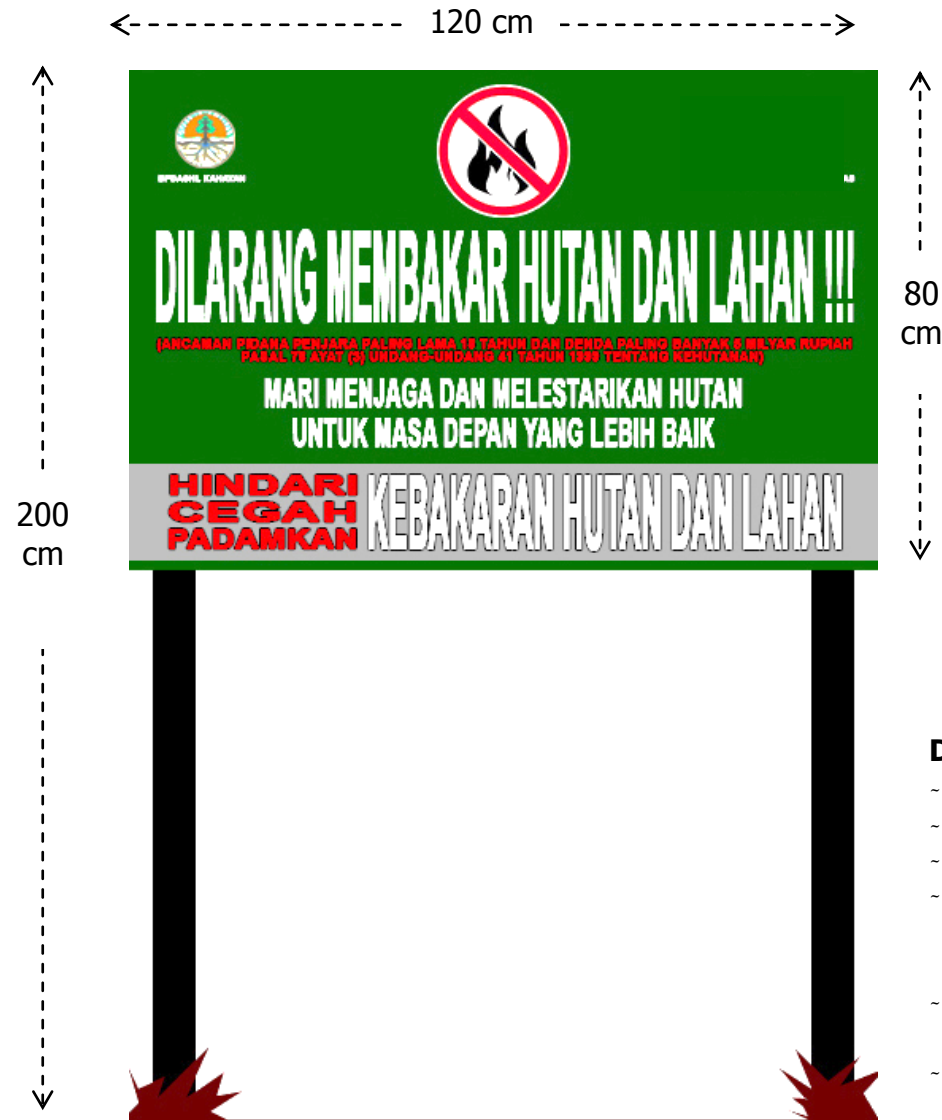 120 cm
BPDASHL KAHAYAN
DILARANG MEMBAKAR HUTAN DAN LAHAN !!!
(ANCAMAN PIDANA PENJARA PALING LAMA 15 TAHUN DAN DENDA PALING BANYAK 5 MILYAR RUPIAH
PASAL 78 AYAT (3) UNDANG-UNDANG 41 TAHUN 1999 TENTANG KEHUTANAN)
MARI MENJAGA DAN MELESTARIKAN HUTAN
UNTUK MASA DEPAN YANG LEBIH BAIK
HINDARI
CEGAH
PADAMKAN
KEBAKARAN HUTAN DAN LAHAN
80
cm
200
cm